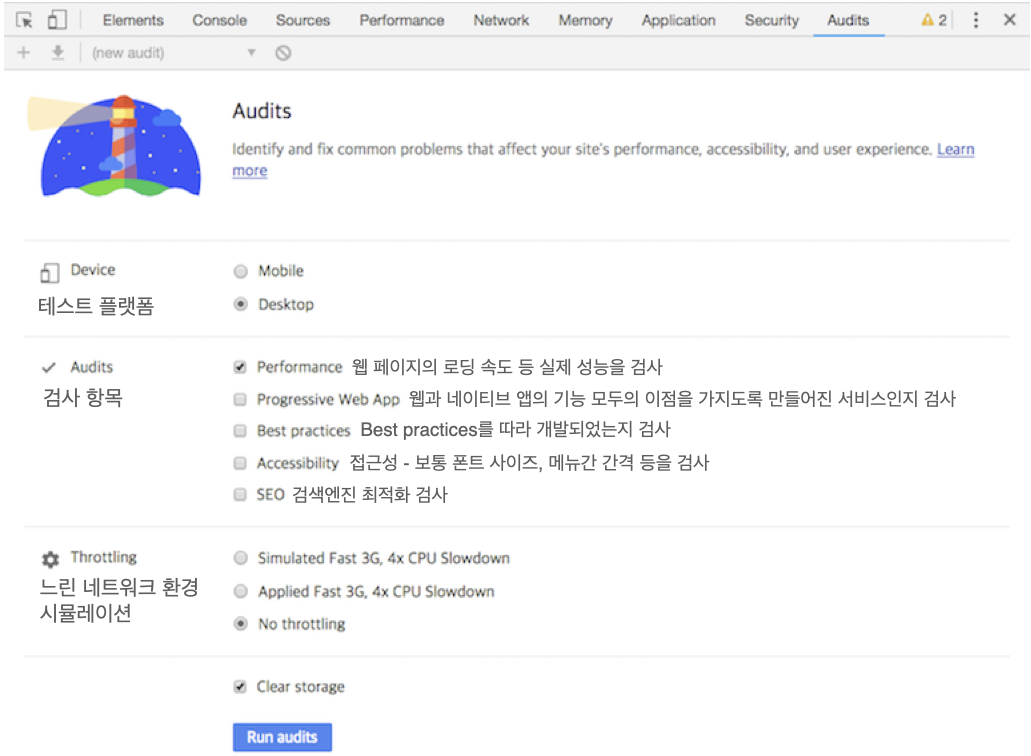 Elements Console Sources Performance Network Memory Application Security Audits 2
(new audit)
Audits
Identify and fix common problems that affect your site's performance, accessibility, and user experience. Learn
more
Device
테스트 플랫폼
Mobile
Desktop
Audits
검사 항목
Performance 웹 페이지의 로딩 속도 등 실제 성능을 검사
Progressive Web App 웹과 네이티브 앱의 기능 모두의 이점을 가지도록 만들어진 서비스인지 검사
Best practices Best practices를 따라 개발되었는지 검사
Accessibility 접근성 - 보통 폰트 사이즈, 메뉴간 간격 등을 검사
SEO 검색엔진 최적화 검사
Throttling
느린 네트워크 환경
시뮬레이션
Simulated Fast 3G, 4x CPU Slowdown
Applied Fast 3G, 4x CPU Slowdown
No throttling
Clear storage
Run audits